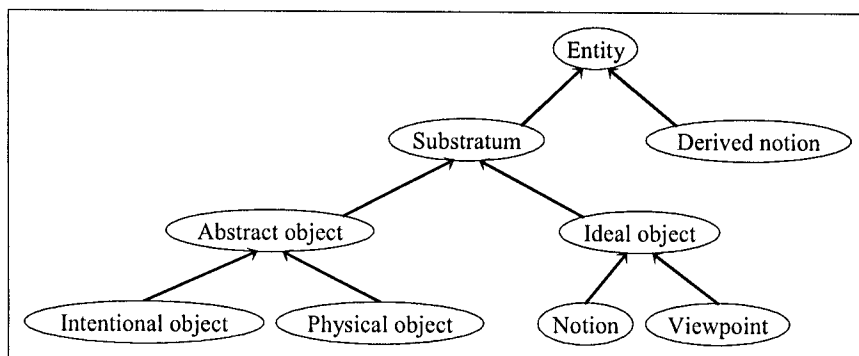 Entity
Substratum
Derived notion
Abstract object
Ideal object
Intentional object
Physical object
Notion
Viewpoint